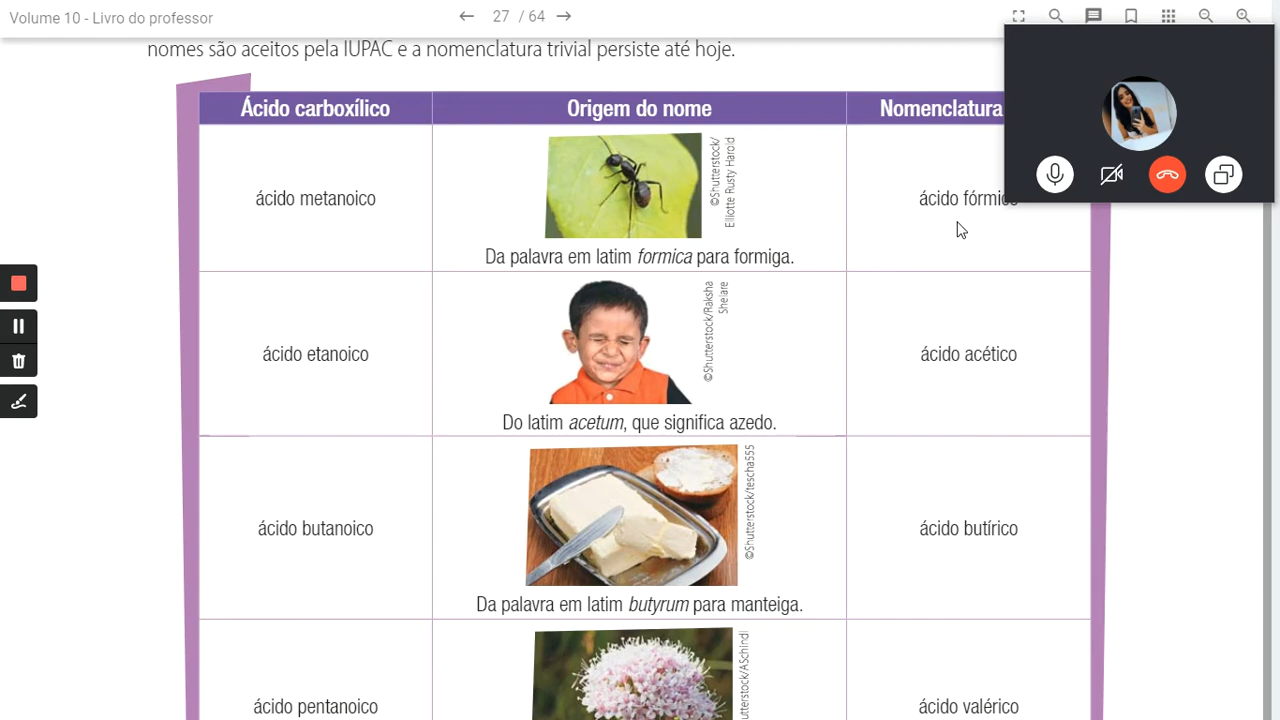 Volume 10 - Livro do professor
27 / 64
nomes são aceitos pela IUPAC e a nomenclatura trivial persiste até hoje.
Ácido carboxílico
Origem do nome
Nomenclatura
ácido metanoico
©Shutterstock/
Elliotte Rusty Harold
Da palavra em latim formica para formiga.
ácido fórmico
ácido etanoico
©Shutterstock/Raksha
Shelare
Do latim acetum, que significa azedo.
ácido acético
ácido butanoico
©Shutterstock/tescha555
Da palavra em latim butyrum para manteiga.
ácido butírico
ácido pentanoico
ácido valérico